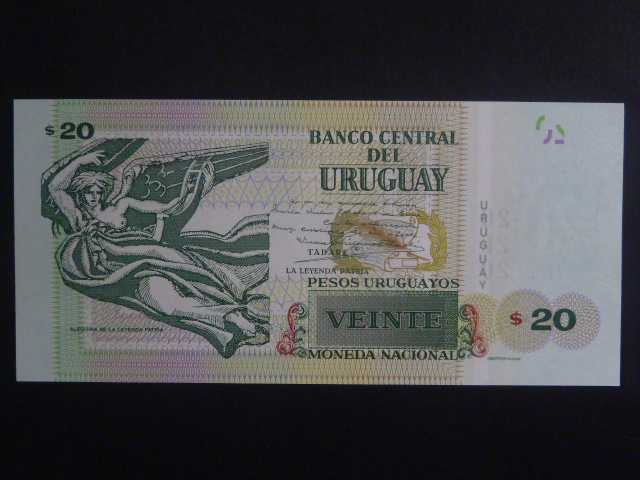 $ 20
BANCO CENTRAL
DEL
URUGUAY
TABARÉ
LA LEYENDA PATRIA
PESOS URUGUAYOS
VEINTE
MONEDA NACIONAL
ALEGORIA DE LA LEYENDA PATRIA
URUGUAY
$ 20